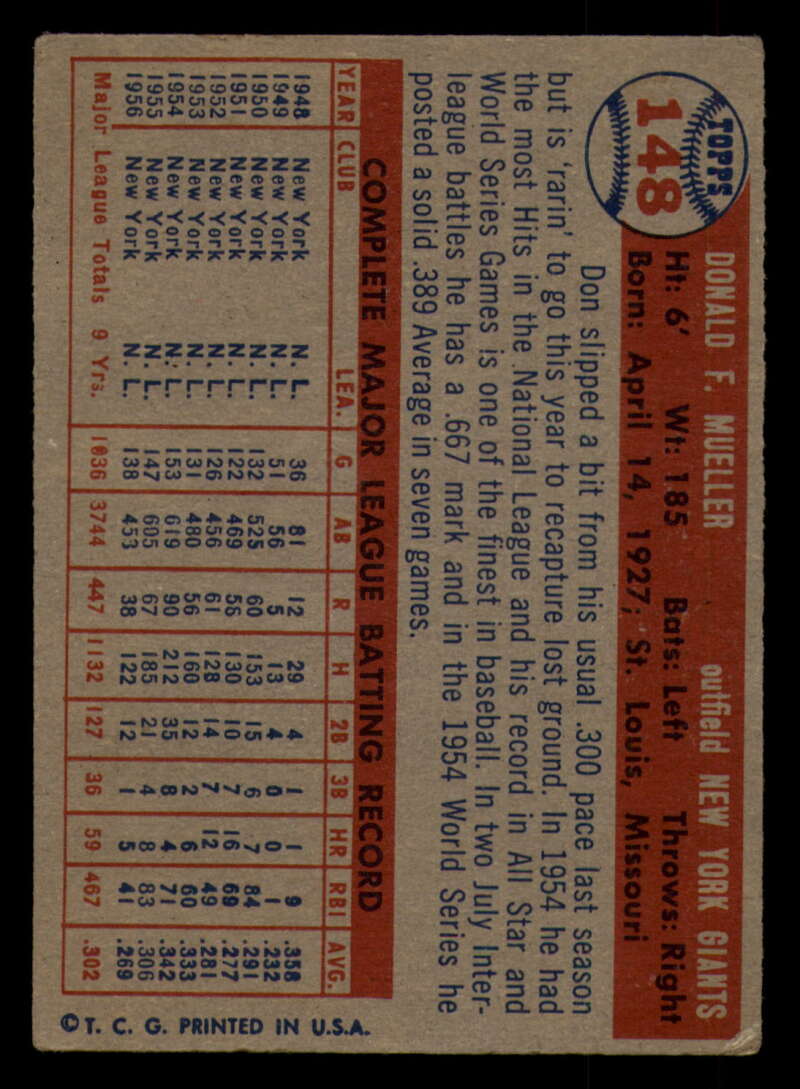 TOPPS
148
DONALD F. MUELLER outfield NEW YORK GIANTS
Ht: 6' Wt: 185 Bats: Left Throws: Right
Born: April 14, 1927; St. Louis, Missouri
Don slipped a bit from his usual .300 pace last season
but is 'rarin' to go this year to recapture lost ground. In 1954 he had
the most Hits in the National League and his record in All Star and
World Series Games is one of the finest in baseball. In two July Inter-
league battles he has a .667 mark and in the 1954 World Series he
posted a solid .389 Average in seven games.
COMPLETE MAJOR LEAGUE BATTING RECORD
YEAR CLUB LEA. G AB R H 2B 3B HR RBI AVG.
1948 New York N. L. 36 81 12 29 4 1 1 9 .358
1949 New York N. L. 51 56 5 13 4 0 0 1 .232
1950 New York N. L. 132 525 60 153 15 6 7 84 .291
1951 New York N. L. 122 469 58 130 10 7 16 69 .277
1952 New York N. L. 126 456 61 128 14 7 12 49 .281
1953 New York N. L. 131 480 56 160 12 2 6 60 .333
1954 New York N. L. 153 619 90 212 35 8 4 71 .342
1955 New York N. L. 147 605 67 185 21 4 8 83 .306
1956 New York N. L. 138 453 38 122 12 1 5 41 .269
Major League Totals 9 Yrs. 1036 3744 447 1132 127 36 59 467 .302
© T. C. G. PRINTED IN U.S.A.